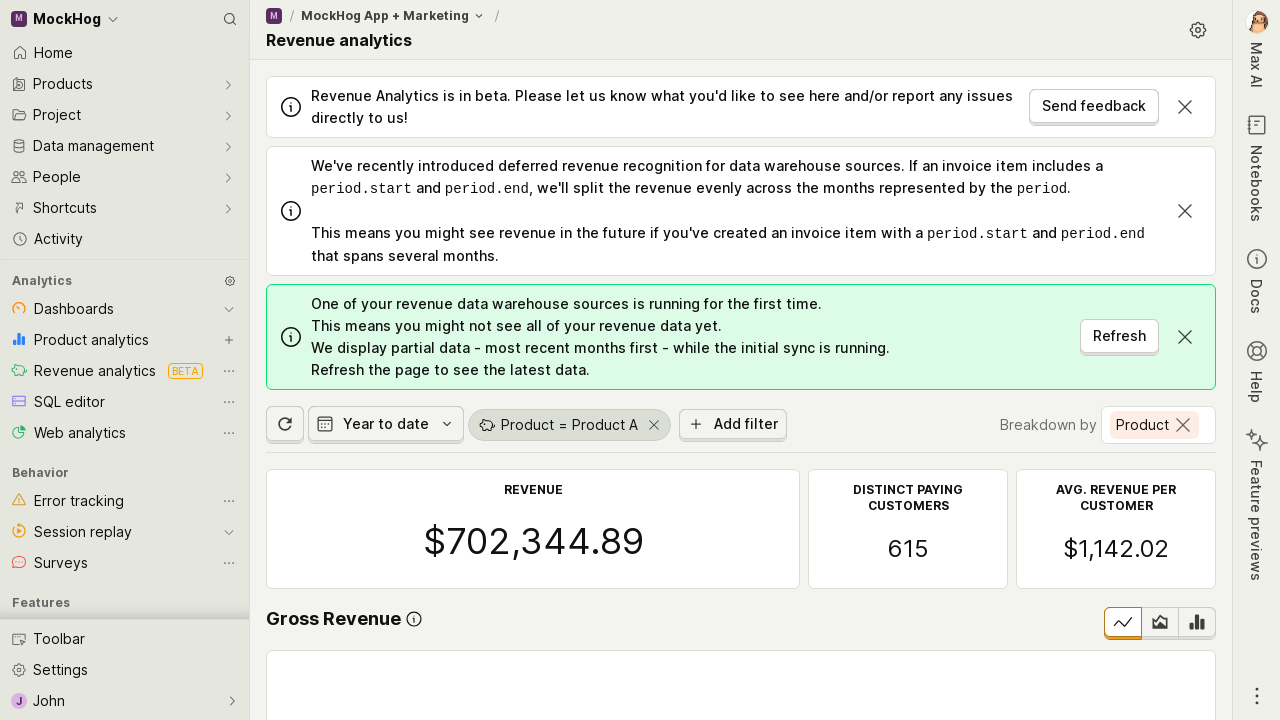 M MockHog
Home
Products
Project
Data management
People
Shortcuts
Activity
Analytics
Dashboards
Product analytics
Revenue analytics BETA
SQL editor
Web analytics
Behavior
Error tracking
Session replay
Surveys
Features
Toolbar
Settings
J John
M / MockHog App + Marketing /
Revenue analytics
Revenue Analytics is in beta. Please let us know what you'd like to see here and/or report any issues
directly to us!
Send feedback
We've recently introduced deferred revenue recognition for data warehouse sources. If an invoice item includes a
period.start and period.end, we'll split the revenue evenly across the months represented by the period.
This means you might see revenue in the future if you've created an invoice item with a period.start and period.end
that spans several months.
One of your revenue data warehouse sources is running for the first time.
This means you might not see all of your revenue data yet.
We display partial data - most recent months first - while the initial sync is running.
Refresh the page to see the latest data.
Refresh
Year to date
Product = Product A
Add filter
Breakdown by Product
REVENUE
$702,344.89
DISTINCT PAYING
CUSTOMERS
615
AVG. REVENUE PER
CUSTOMER
$1,142.02
Gross Revenue
Max AI
Notebooks
Docs
Help
Feature previews